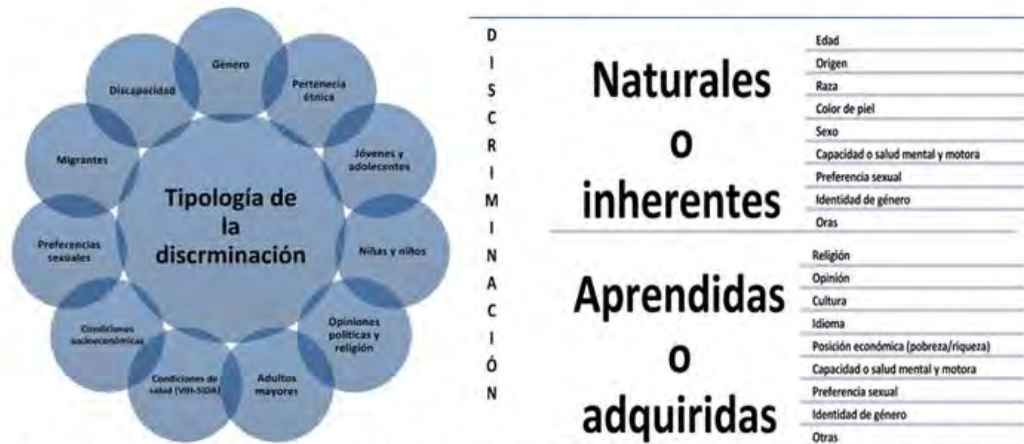 Género
Pertenecia
étnica
Jóvenes y
adolecentes
Niñas y niños
Opiniones
políticas y
religión
Adultos
mayores
Condiciones de
salud (VIH-SIDA)
Condiciones
socioeconómicas
Preferencias
sexuales
Migrantes
Discapacidad
Tipología de
la
discrminación
D
I
S
C
R
I
M
I
N
A
C
I
Ó
N
Naturales
o
inherentes
Edad
Origen
Raza
Color de piel
Sexo
Capacidad o salud mental y motora
Preferencia sexual
Identidad de género
Oras
Aprendidas
o
adquiridas
Religión
Opinión
Cultura
Idioma
Posición económica (pobreza/riqueza)
Capacidad o salud mental y motora
Preferencia sexual
Identidad de género
Otras